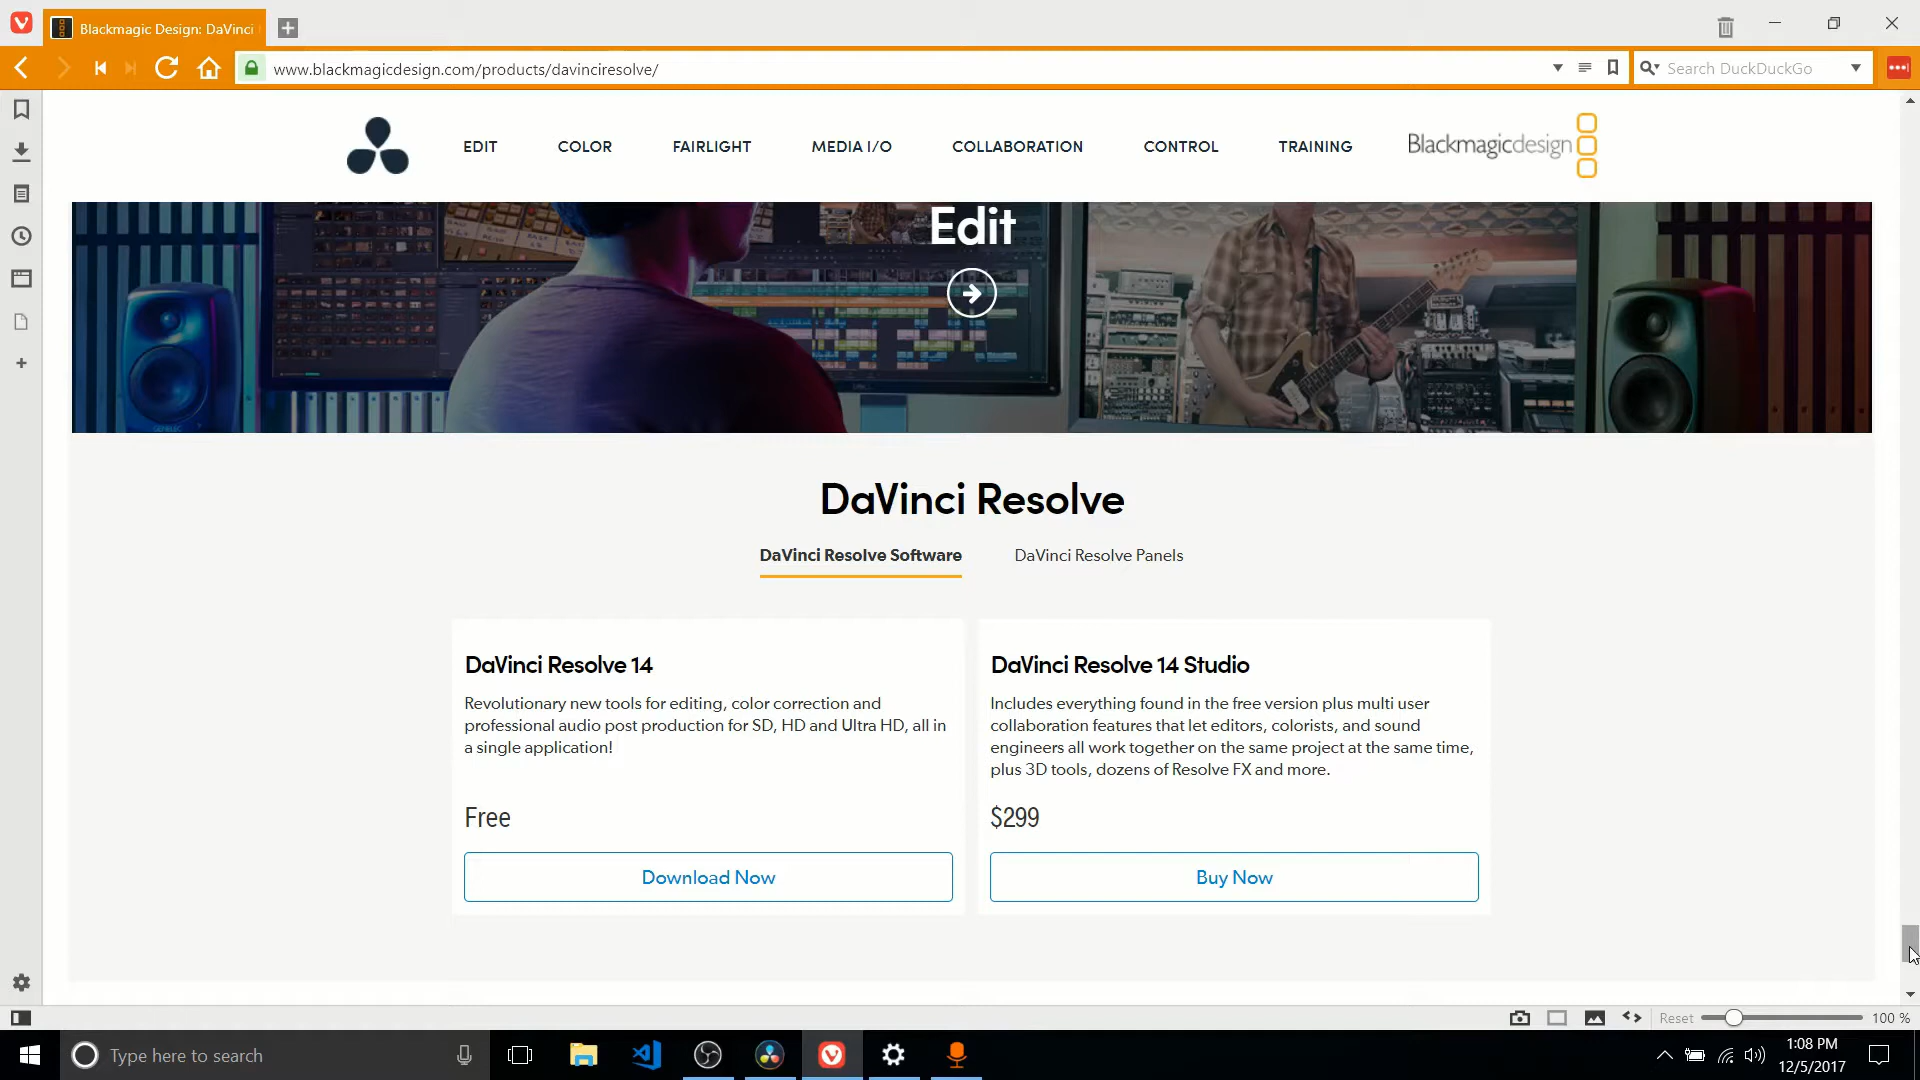 Blackmagic Design: DaVinci
www.blackmagicdesign.com/products/davinciresolve/
Search DuckDuckGo
EDIT
COLOR
FAIRLIGHT
MEDIA I/O
COLLABORATION
CONTROL
TRAINING
Blackmagicdesign
Edit
DaVinci Resolve
DaVinci Resolve Software
DaVinci Resolve Panels
DaVinci Resolve 14
Revolutionary new tools for editing, color correction and
professional audio post production for SD, HD and Ultra HD, all in
a single application!
Free
Download Now
DaVinci Resolve 14 Studio
Includes everything found in the free version plus multi user
collaboration features that let editors, colorists, and sound
engineers all work together on the same project at the same time,
plus 3D tools, dozens of Resolve FX and more.
$299
Buy Now
Reset
100 %
Type here to search
1:08 PM
12/5/2017